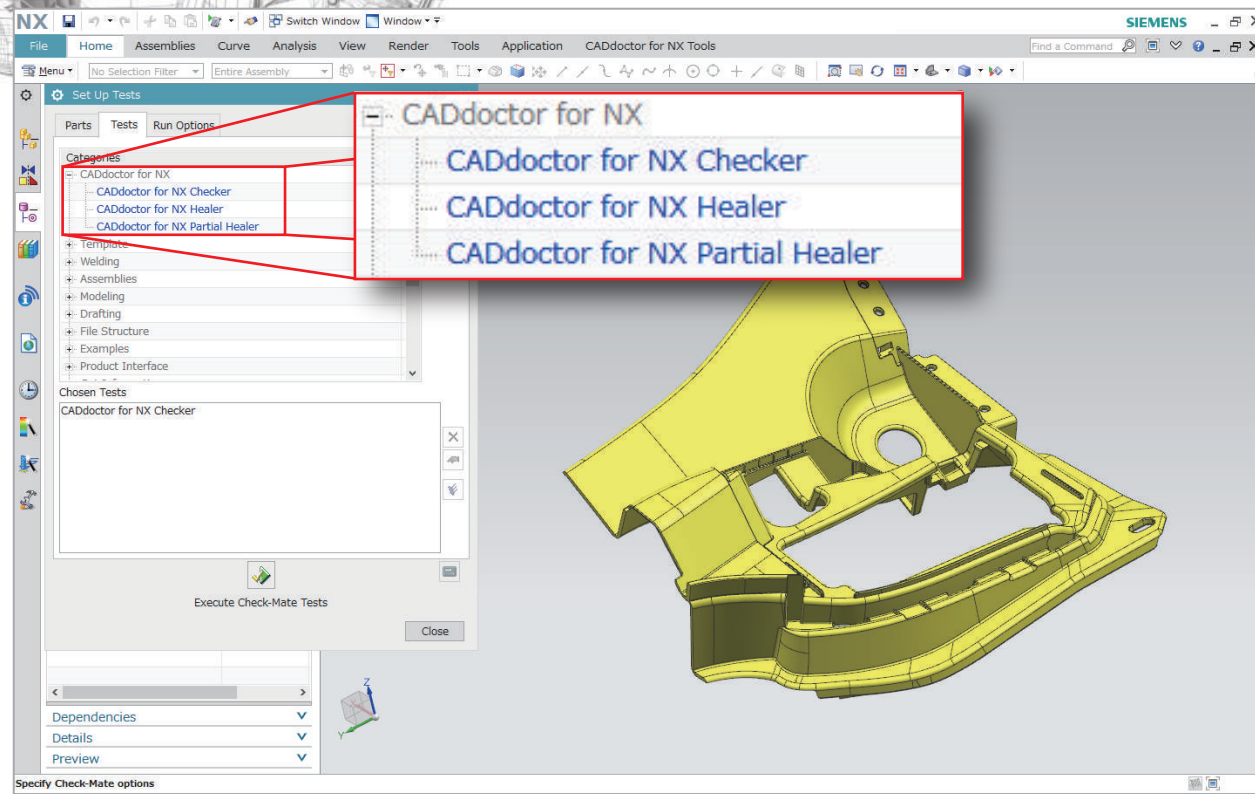 NX Switch Window Window SIEMENS
File Home Assemblies Curve Analysis View Render Tools Application CADdoctor for NX Tools Find a Command
Menu No Selection Filter Entire Assembly
Set Up Tests
Parts Tests Run Options
Categories
CADdoctor for NX
CADdoctor for NX Checker
CADdoctor for NX Healer
CADdoctor for NX Partial Healer
Template
Welding
Assemblies
Modeling
Drafting
File Structure
Examples
Product Interface
CADdoctor for NX
CADdoctor for NX Checker
CADdoctor for NX Healer
CADdoctor for NX Partial Healer
Chosen Tests
CADdoctor for NX Checker
Execute Check-Mate Tests
Close
Dependencies
Details
Preview
Z
Y
Specify Check-Mate options